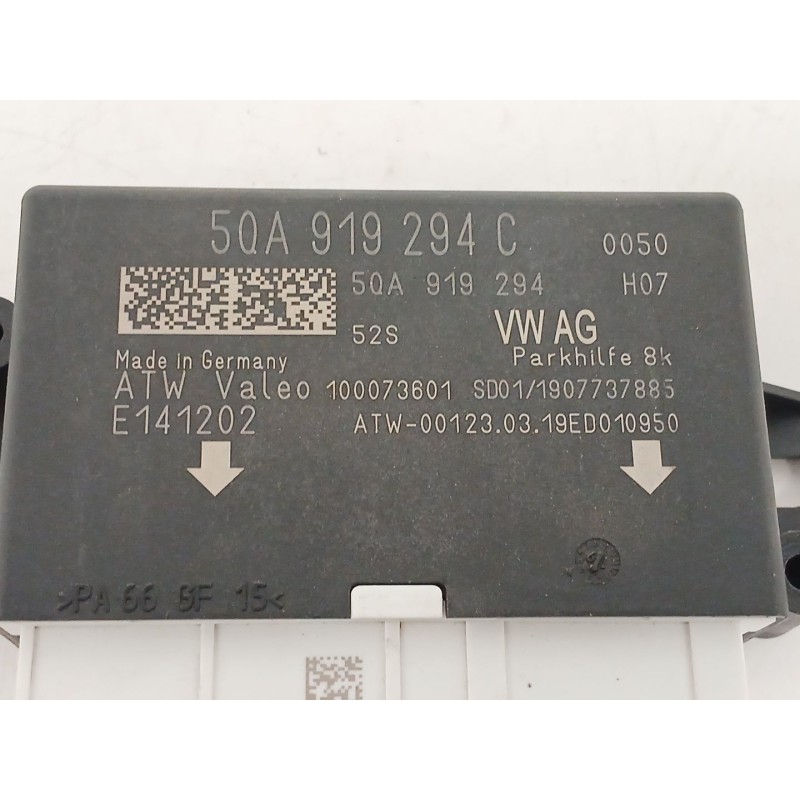 5QA 919 294 C 0050
5QA 919 294 H07
52S VW AG
Made in Germany Parkhilfe 8k
ATW Valeo 100073601 SD01/1907737885
E141202 ATW-00123.03.19ED010950
>PA 66 GF 15<